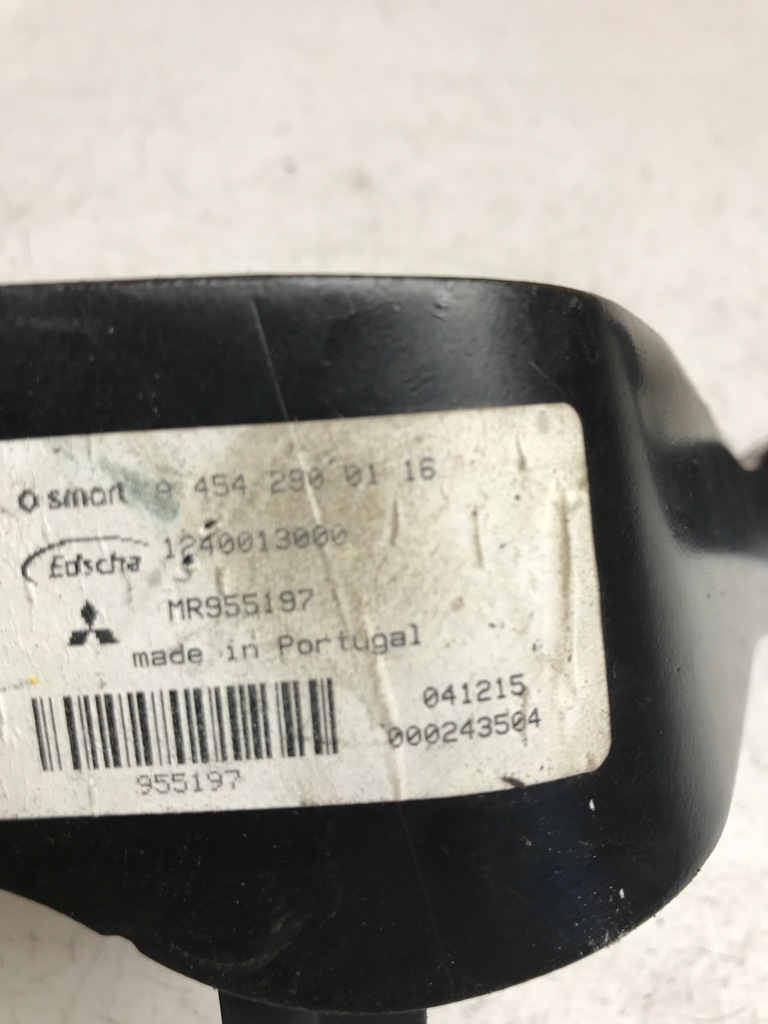 smart A 454 290 01 16
Edscha 1240013000
MR955197
made in Portugal
041215
000243504
955197